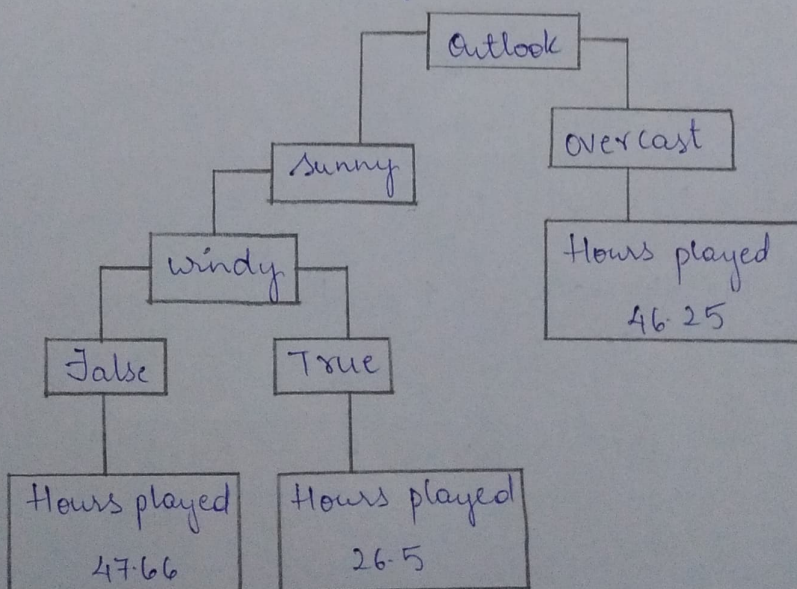 Outlook
Sunny
overcast
Windy
Hours played
46.25
False
True
Hours played
47.66
Hours played
26.5